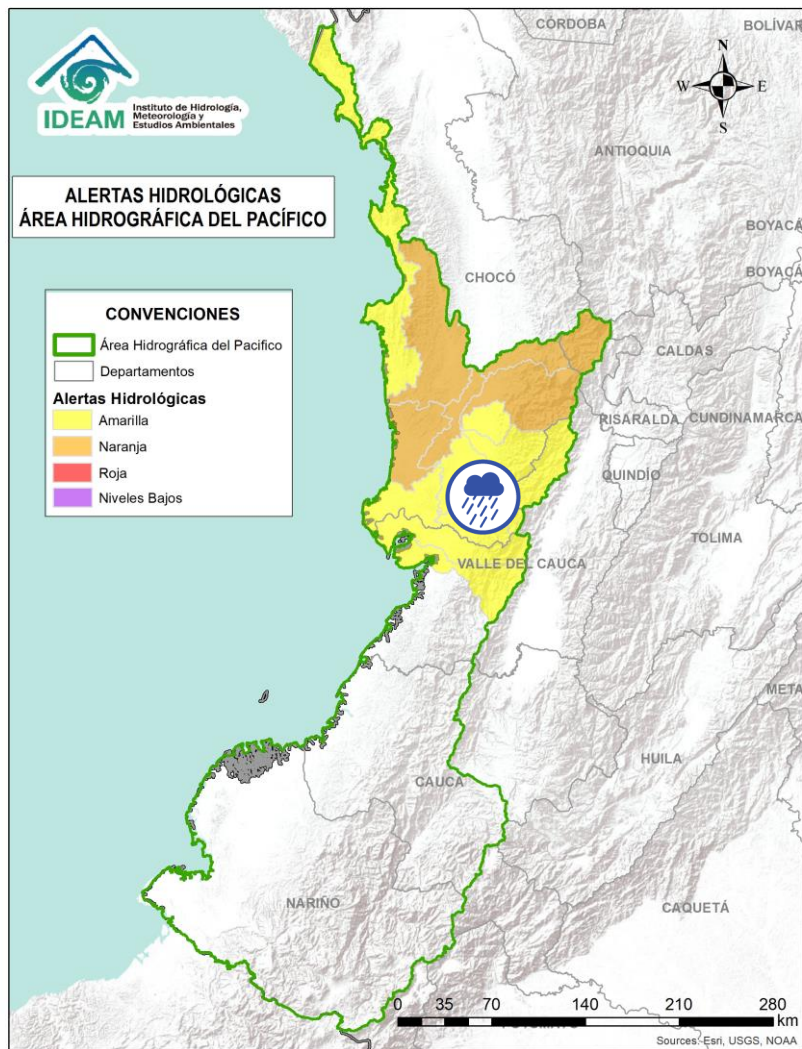 CÓRDOBA
BOLÍVAR
N
W
E
S
IDEAM
Instituto de Hidrología,
Meteorología y
Estudios Ambientales
ANTIOQUIA
ALERTAS HIDROLÓGICAS
ÁREA HIDROGRÁFICA DEL PACÍFICO
BOYACÁ
BOYACÁ
CHOCÓ
CONVENCIONES
Área Hidrográfica del Pacifico
Departamentos
Alertas Hidrológicas
Amarilla
Naranja
Roja
Niveles Bajos
CALDAS
RISARALDA
CUNDINAMARCA
QUINDÍO
TOLIMA
VALLE DEL CAUCA
META
HUILA
CAUCA
NARIÑO
CAQUETÁ
0 35 70 140 210 280
km
Sources: Esri, USGS, NOAA